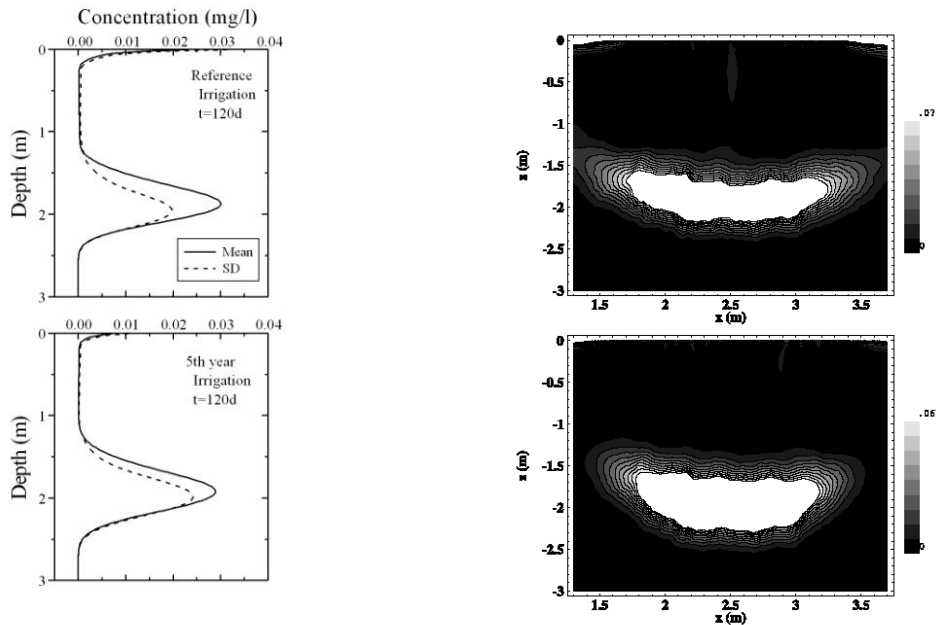 Concentration (mg/l)
0.00 0.01 0.02 0.03 0.04
0
1
2
3
Depth (m)
Reference
Irrigation
t=120d
Mean
SD
0.00 0.01 0.02 0.03 0.04
0
1
2
3
Depth (m)
5th year
Irrigation
t=120d
0
-0.5
-1
-1.5
-2
-2.5
-3
z (m)
1.5 2 2.5 3 3.5
x (m)
.07
0
0
-0.5
-1
-1.5
-2
-2.5
-3
z (m)
1.5 2 2.5 3 3.5
x (m)
0